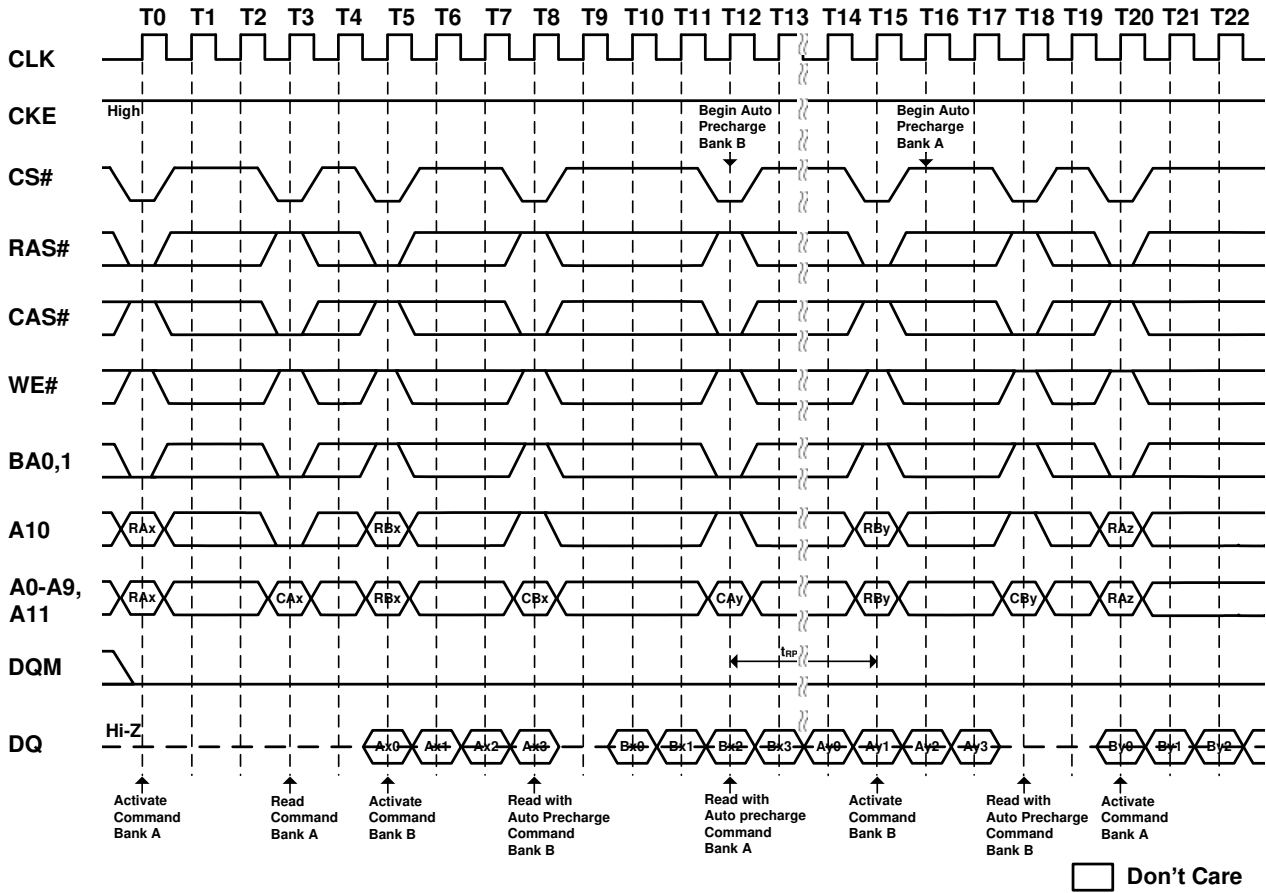 T0 T1 T2 T3 T4 T5 T6 T7 T8 T9 T10 T11 T12 T13 T14 T15 T16 T17 T18 T19 T20 T21 T22
CLK
CKE
High
Begin Auto
Precharge
Bank B
Begin Auto
Precharge
Bank A
CS#
RAS#
CAS#
WE#
BA0,1
A10
RAx RBx RBy RAz
A0-A9,
A11
RAx CAx RBx CBx CAy RBy CBy RAz
DQM
tRP
DQ
Hi-Z
Ax0 Ax1 Ax2 Ax3 Bx0 Bx1 Bx2 Bx3 Ay0 Ay1 Ay2 Ay3 By0 By1 By2
Activate
Command
Bank A
Read
Command
Bank A
Activate
Command
Bank B
Read with
Auto Precharge
Command
Bank B
Read with
Auto precharge
Command
Bank A
Activate
Command
Bank B
Read with
Auto Precharge
Command
Bank B
Activate
Command
Bank A
Don't Care